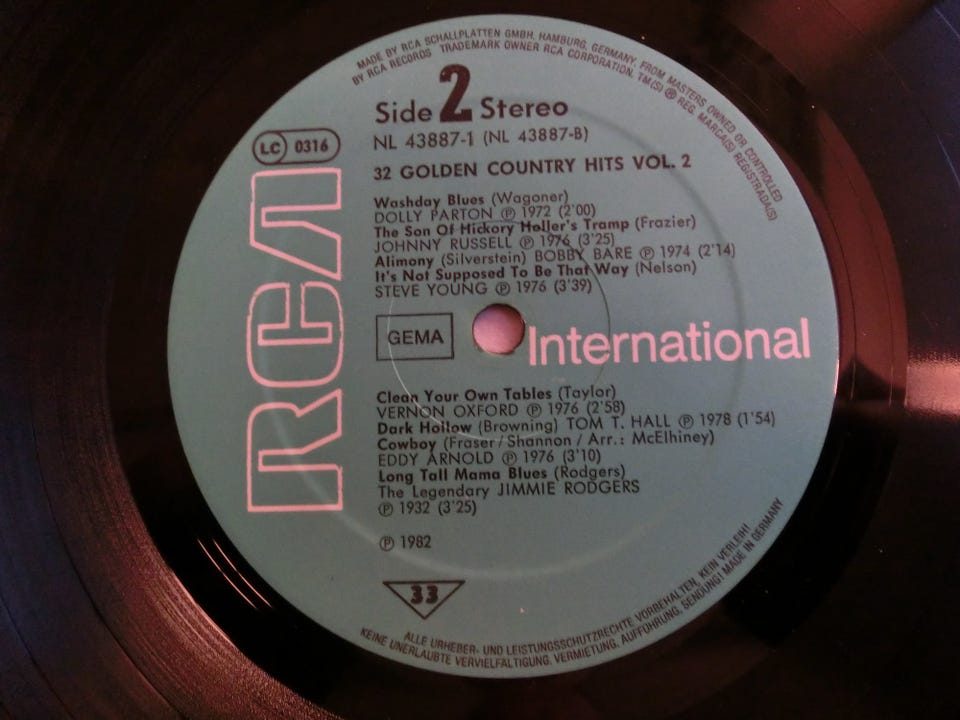 MADE BY RCA SCHALLPLATTEN GMBH, HAMBURG, GERMANY, FROM MASTERS OWNED OR CONTROLLED
BY RCA RECORDS TRADEMARK OWNER RCA CORPORATION. TM(S) ® REG. MARCA(S) REGISTRADA(S)
Side 2 Stereo
NL 43887-1 (NL 43887-B)
LC 0316
32 GOLDEN COUNTRY HITS VOL. 2
Washday Blues (Wagoner)
DOLLY PARTON ℗ 1972 (2'00)
The Son Of Hickory Holler's Tramp (Frazier)
JOHNNY RUSSELL ℗ 1976 (3'25)
Alimony (Silverstein) BOBBY BARE ℗ 1974 (2'14)
It's Not Supposed To Be That Way (Nelson)
STEVE YOUNG ℗ 1976 (3'39)
RCA
GEMA
International
Clean Your Own Tables (Taylor)
VERNON OXFORD ℗ 1976 (2'58)
Dark Hollow (Browning) TOM T. HALL ℗ 1978 (1'54)
Cowboy (Fraser/Shannon/Arr.: McElhiney)
EDDY ARNOLD ℗ 1976 (3'10)
Long Tall Mama Blues (Rodgers)
The Legendary JIMMIE RODGERS
℗ 1932 (3'25)
℗ 1982
33
ALLE URHEBER- UND LEISTUNGSSCHUTZRECHTE VORBEHALTEN, KEIN VERLEIH!
KEINE UNERLAUBTE VERVIELFÄLTIGUNG, VERMIETUNG, AUFFÜHRUNG, SENDUNG! MADE IN GERMANY